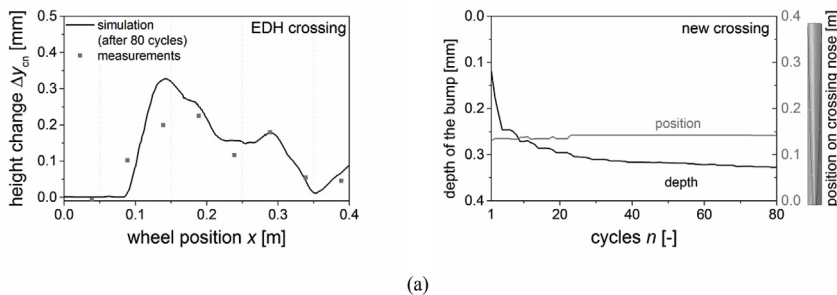 EDH crossing
simulation
(after 80 cycles)
measurements
height change Δy_cn [mm]
0.5
0.4
0.3
0.2
0.1
0.0
0.0 0.1 0.2 0.3 0.4
wheel position x [m]
new crossing
depth of the bump [mm]
0.0
0.1
0.2
0.3
0.4
position
depth
1 20 40 60 80
cycles n [-]
0.4
0.3
0.2
0.1
0.0
position on crossing nose [m]
(a)